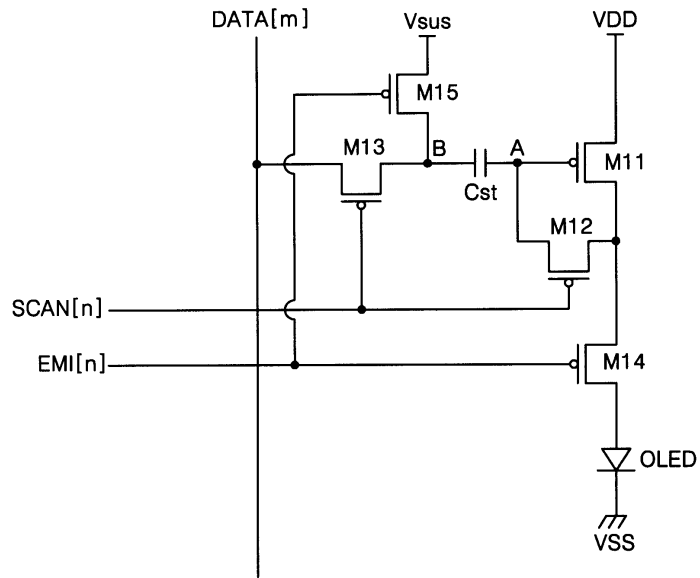 DATA[m]
Vsus
VDD
M15
M13
B
A
M11
Cst
M12
SCAN[n]
EMI[n]
M14
OLED
VSS